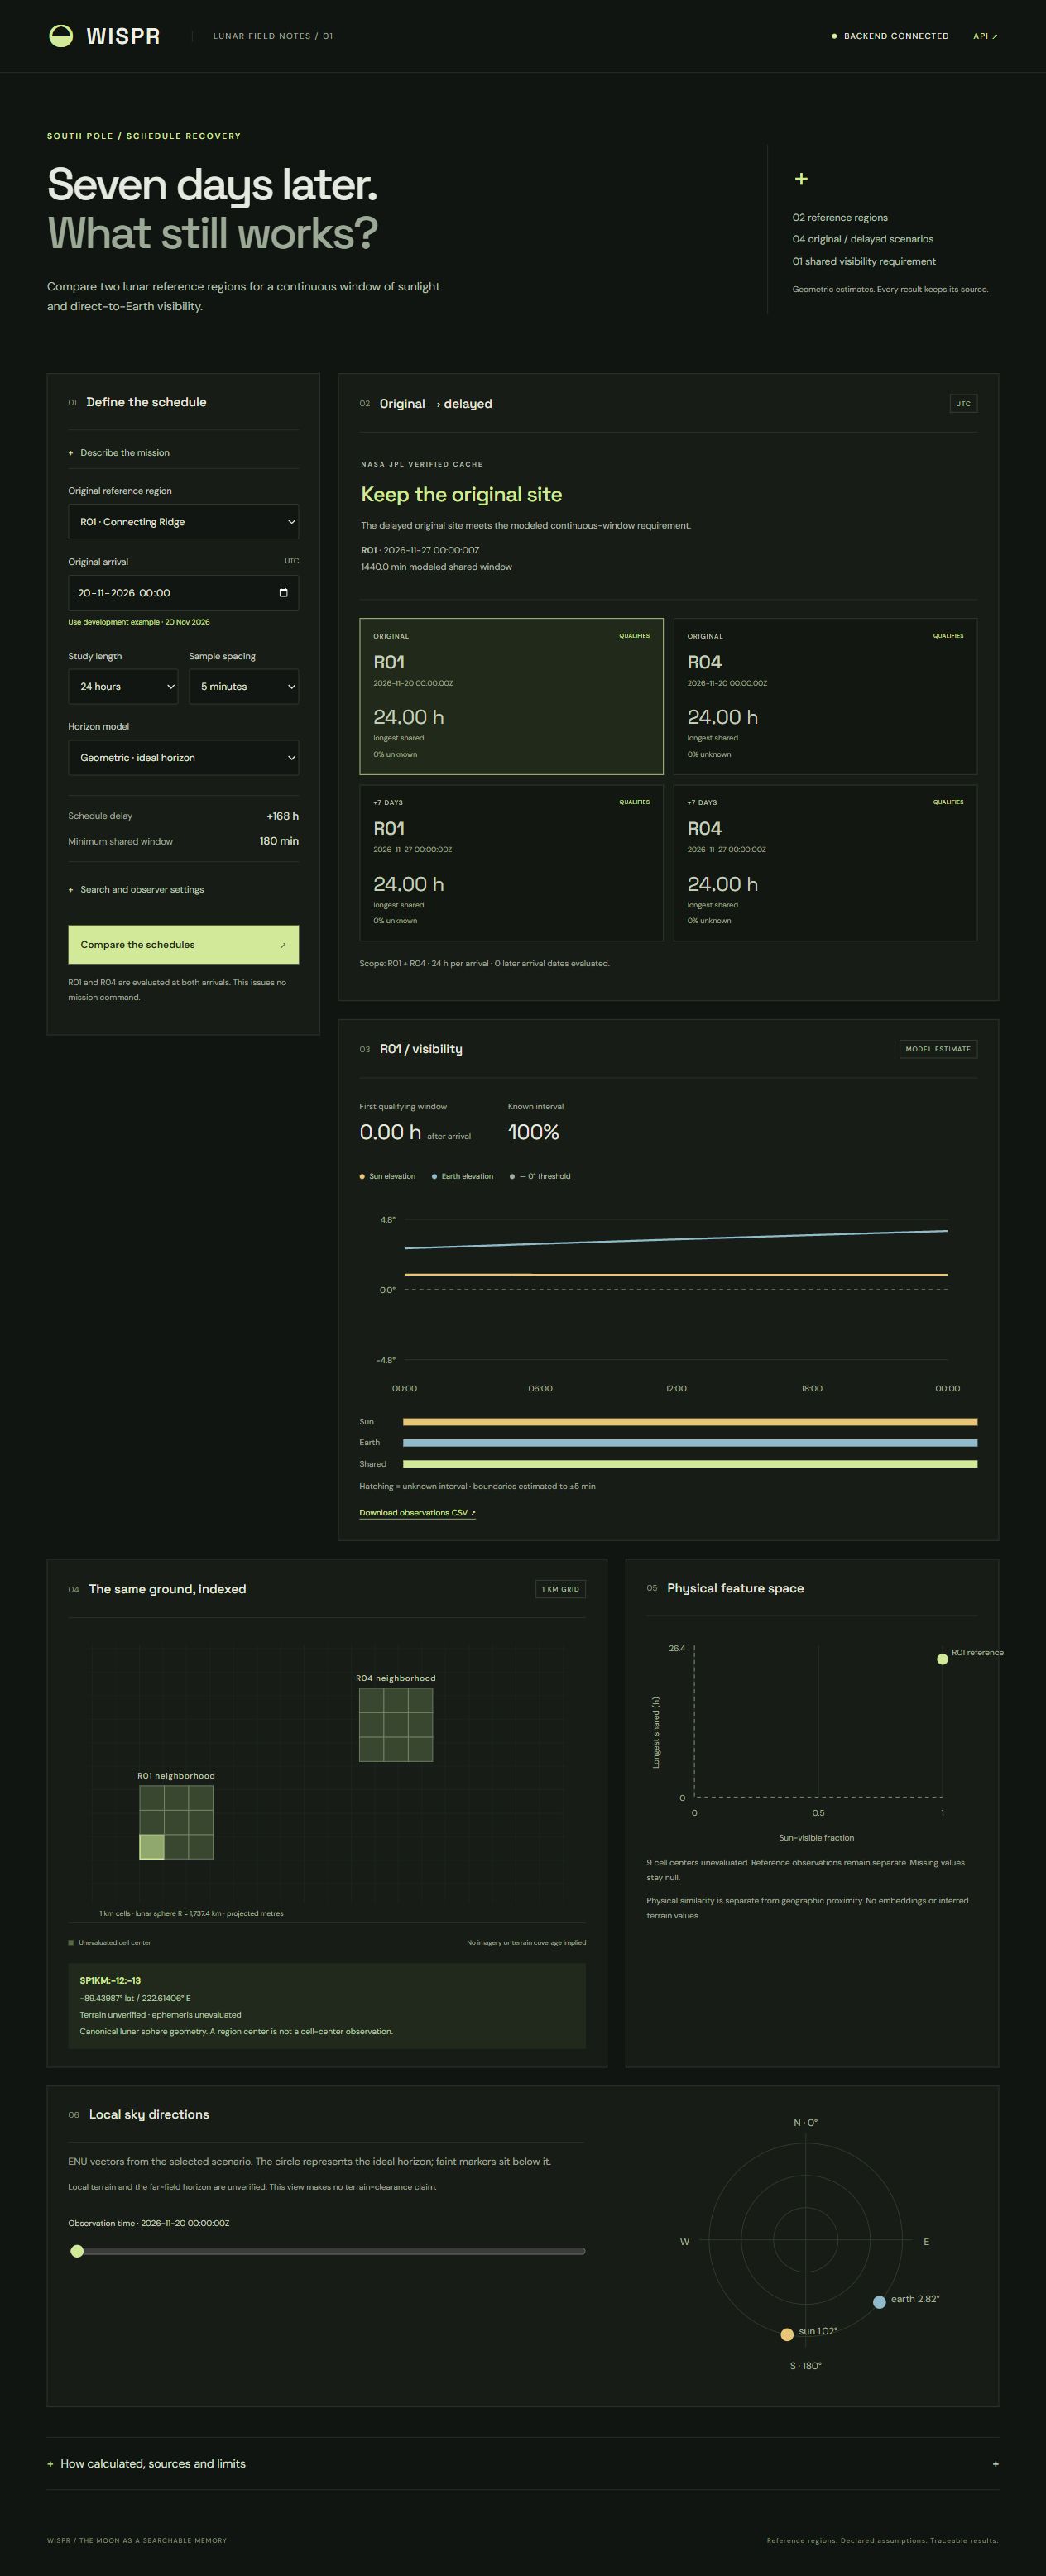 WISPR
LUNAR FIELD NOTES / 01
BACKEND CONNECTED
API ↗
SOUTH POLE / SCHEDULE RECOVERY
Seven days later.
What still works?
Compare two lunar reference regions for a continuous window of sunlight
and direct-to-Earth visibility.
+
02 reference regions
04 original / delayed scenarios
01 shared visibility requirement
Geometric estimates. Every result keeps its source.
01 Define the schedule
+ Describe the mission
Original reference region
R01 · Connecting Ridge
Original arrival UTC
20-11-2026 00:00
Use development example · 20 Nov 2026
Study length Sample spacing
24 hours 5 minutes
Horizon model
Geometric · ideal horizon
Schedule delay +168 h
Minimum shared window 180 min
+ Search and observer settings
Compare the schedules ↗
R01 and R04 are evaluated at both arrivals. This issues no
mission command.
02 Original → delayed UTC
NASA JPL VERIFIED CACHE
Keep the original site
The delayed original site meets the modeled continuous-window requirement.
R01 · 2026-11-27 00:00:00Z
1440.0 min modeled shared window
ORIGINAL QUALIFIES
R01
2026-11-20 00:00:00Z
24.00 h
longest shared
0% unknown
ORIGINAL QUALIFIES
R04
2026-11-20 00:00:00Z
24.00 h
longest shared
0% unknown
+7 DAYS QUALIFIES
R01
2026-11-27 00:00:00Z
24.00 h
longest shared
0% unknown
+7 DAYS QUALIFIES
R04
2026-11-27 00:00:00Z
24.00 h
longest shared
0% unknown
Scope: R01 + R04 · 24 h per arrival · 0 later arrival dates evaluated.
03 R01 / visibility MODEL ESTIMATE
First qualifying window Known interval
0.00 h after arrival 100%
Sun elevation Earth elevation — 0° threshold
4.8°
0.0°
-4.8°
00:00 06:00 12:00 18:00 00:00
Sun
Earth
Shared
Hatching = unknown interval · boundaries estimated to ±5 min
Download observations CSV ↗
04 The same ground, indexed 1 KM GRID
R04 neighborhood
R01 neighborhood
1 km cells · lunar sphere R = 1,737.4 km · projected metres
Unevaluated cell center No imagery or terrain coverage implied
SP1KM:-12:-13
-89.43987° lat / 222.61406° E
Terrain unverified · ephemeris unevaluated
Canonical lunar sphere geometry. A region center is not a cell-center observation.
05 Physical feature space
26.4
R01 reference
Longest shared (h)
0
0 0.5 1
Sun-visible fraction
9 cell centers unevaluated. Reference observations remain separate. Missing values
stay null.
Physical similarity is separate from geographic proximity. No embeddings or inferred
terrain values.
06 Local sky directions
ENU vectors from the selected scenario. The circle represents the ideal horizon; faint markers sit below it.
Local terrain and the far-field horizon are unverified. This view makes no terrain-clearance claim.
Observation time · 2026-11-20 00:00:00Z
N · 0°
W
E
earth 2.82°
sun 1.02°
S · 180°
+ How calculated, sources and limits +
WISPR / THE MOON AS A SEARCHABLE MEMORY
Reference regions. Declared assumptions. Traceable results.